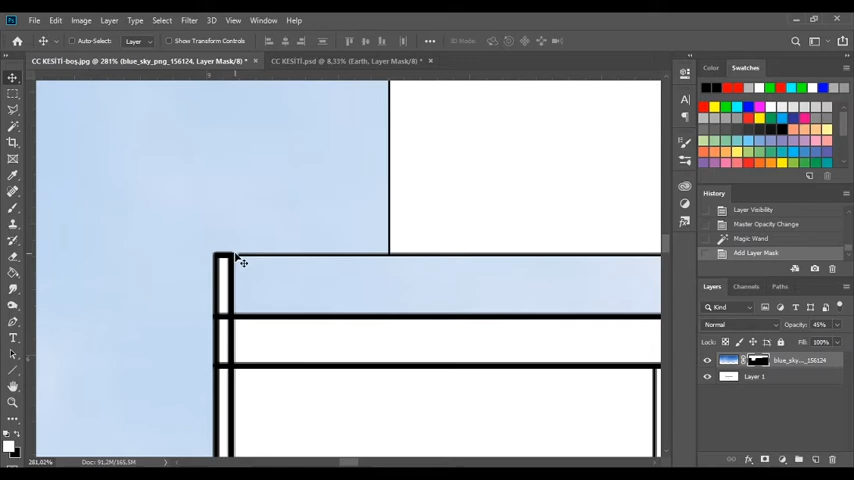 File Edit Image Layer Type Select Filter 3D View Window Help
Auto-Select: Layer Show Transform Controls 3D Mode:
CC KESİTİ-boş.jpg @ 281% (blue_sky_png_156124, Layer Mask/8) * × CC KESİTİ.psd @ 8,33% (Earth, Layer Mask/8) * ×
Color Swatches
History
Layer Visibility
Master Opacity Change
Magic Wand
Add Layer Mask
Layers Channels Paths
Kind
Normal Opacity: 45%
Lock: Fill: 100%
blue_sky..._156124
Layer 1
281,02% Doc: 91,2M/165,5M